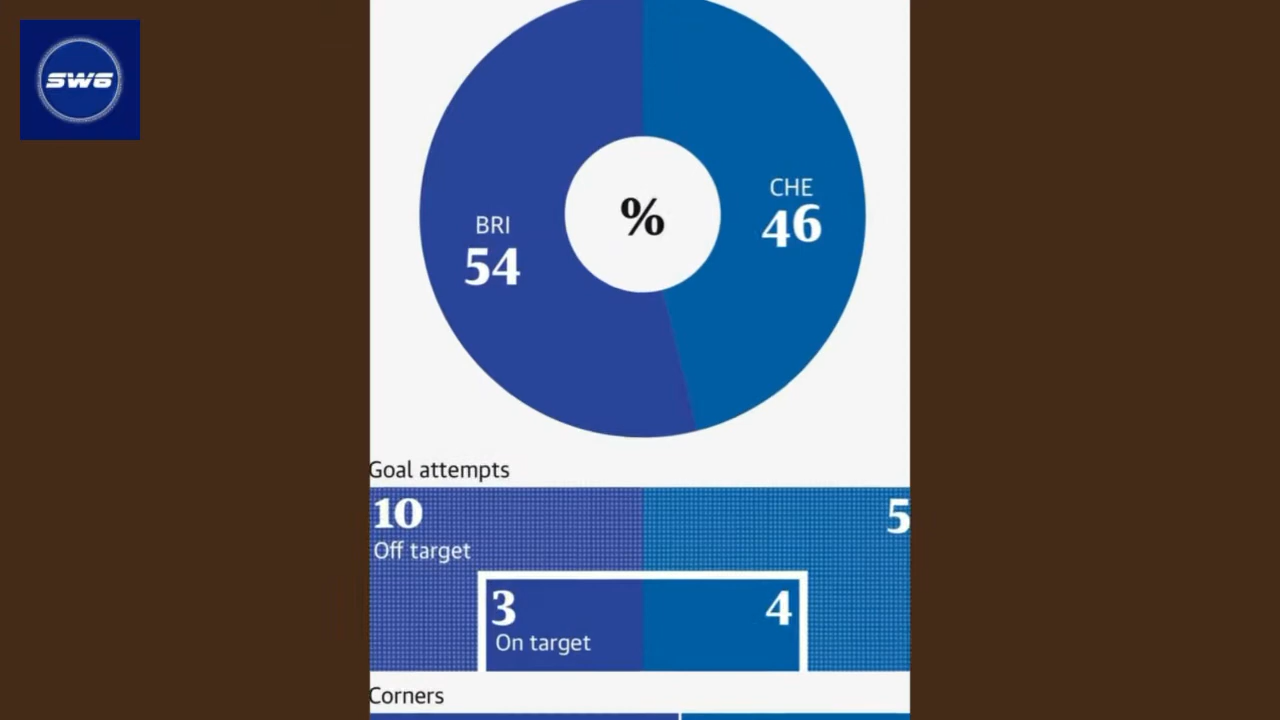 SW6
CHE
46
BRI
54
%
Goal attempts
10
5
Off target
3
4
On target
Corners